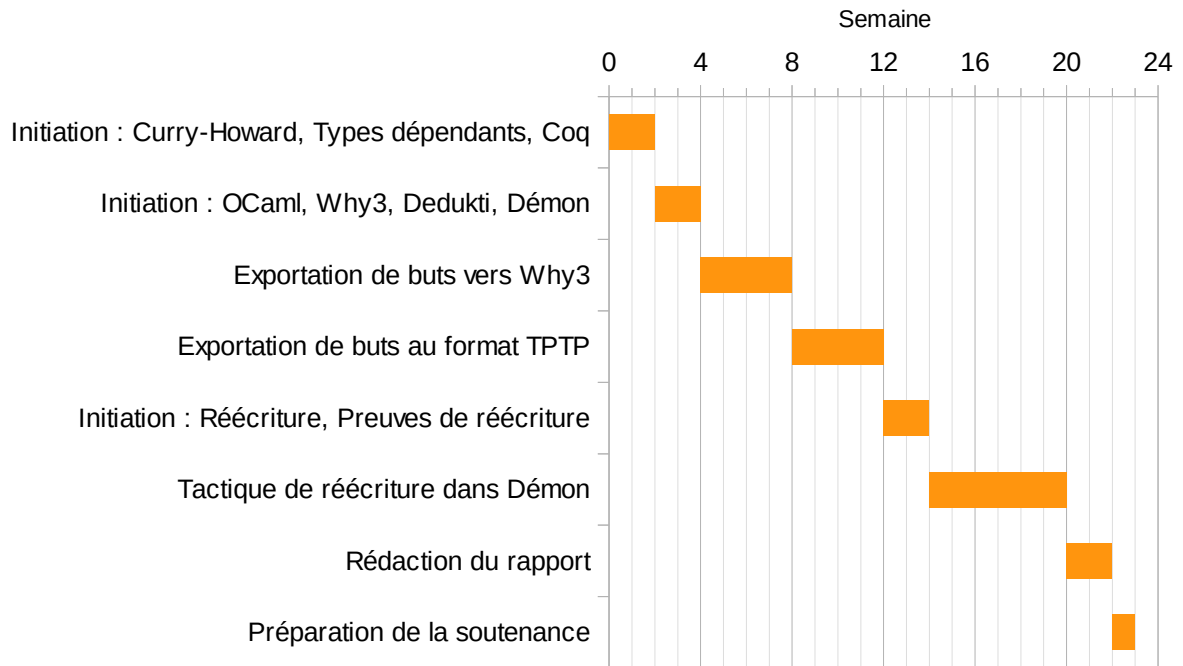 Semaine
0 4 8 12 16 20 24
Initiation : Curry-Howard, Types dépendants, Coq
Initiation : OCaml, Why3, Dedukti, Démon
Exportation de buts vers Why3
Exportation de buts au format TPTP
Initiation : Réécriture, Preuves de réécriture
Tactique de réécriture dans Démon
Rédaction du rapport
Préparation de la soutenance